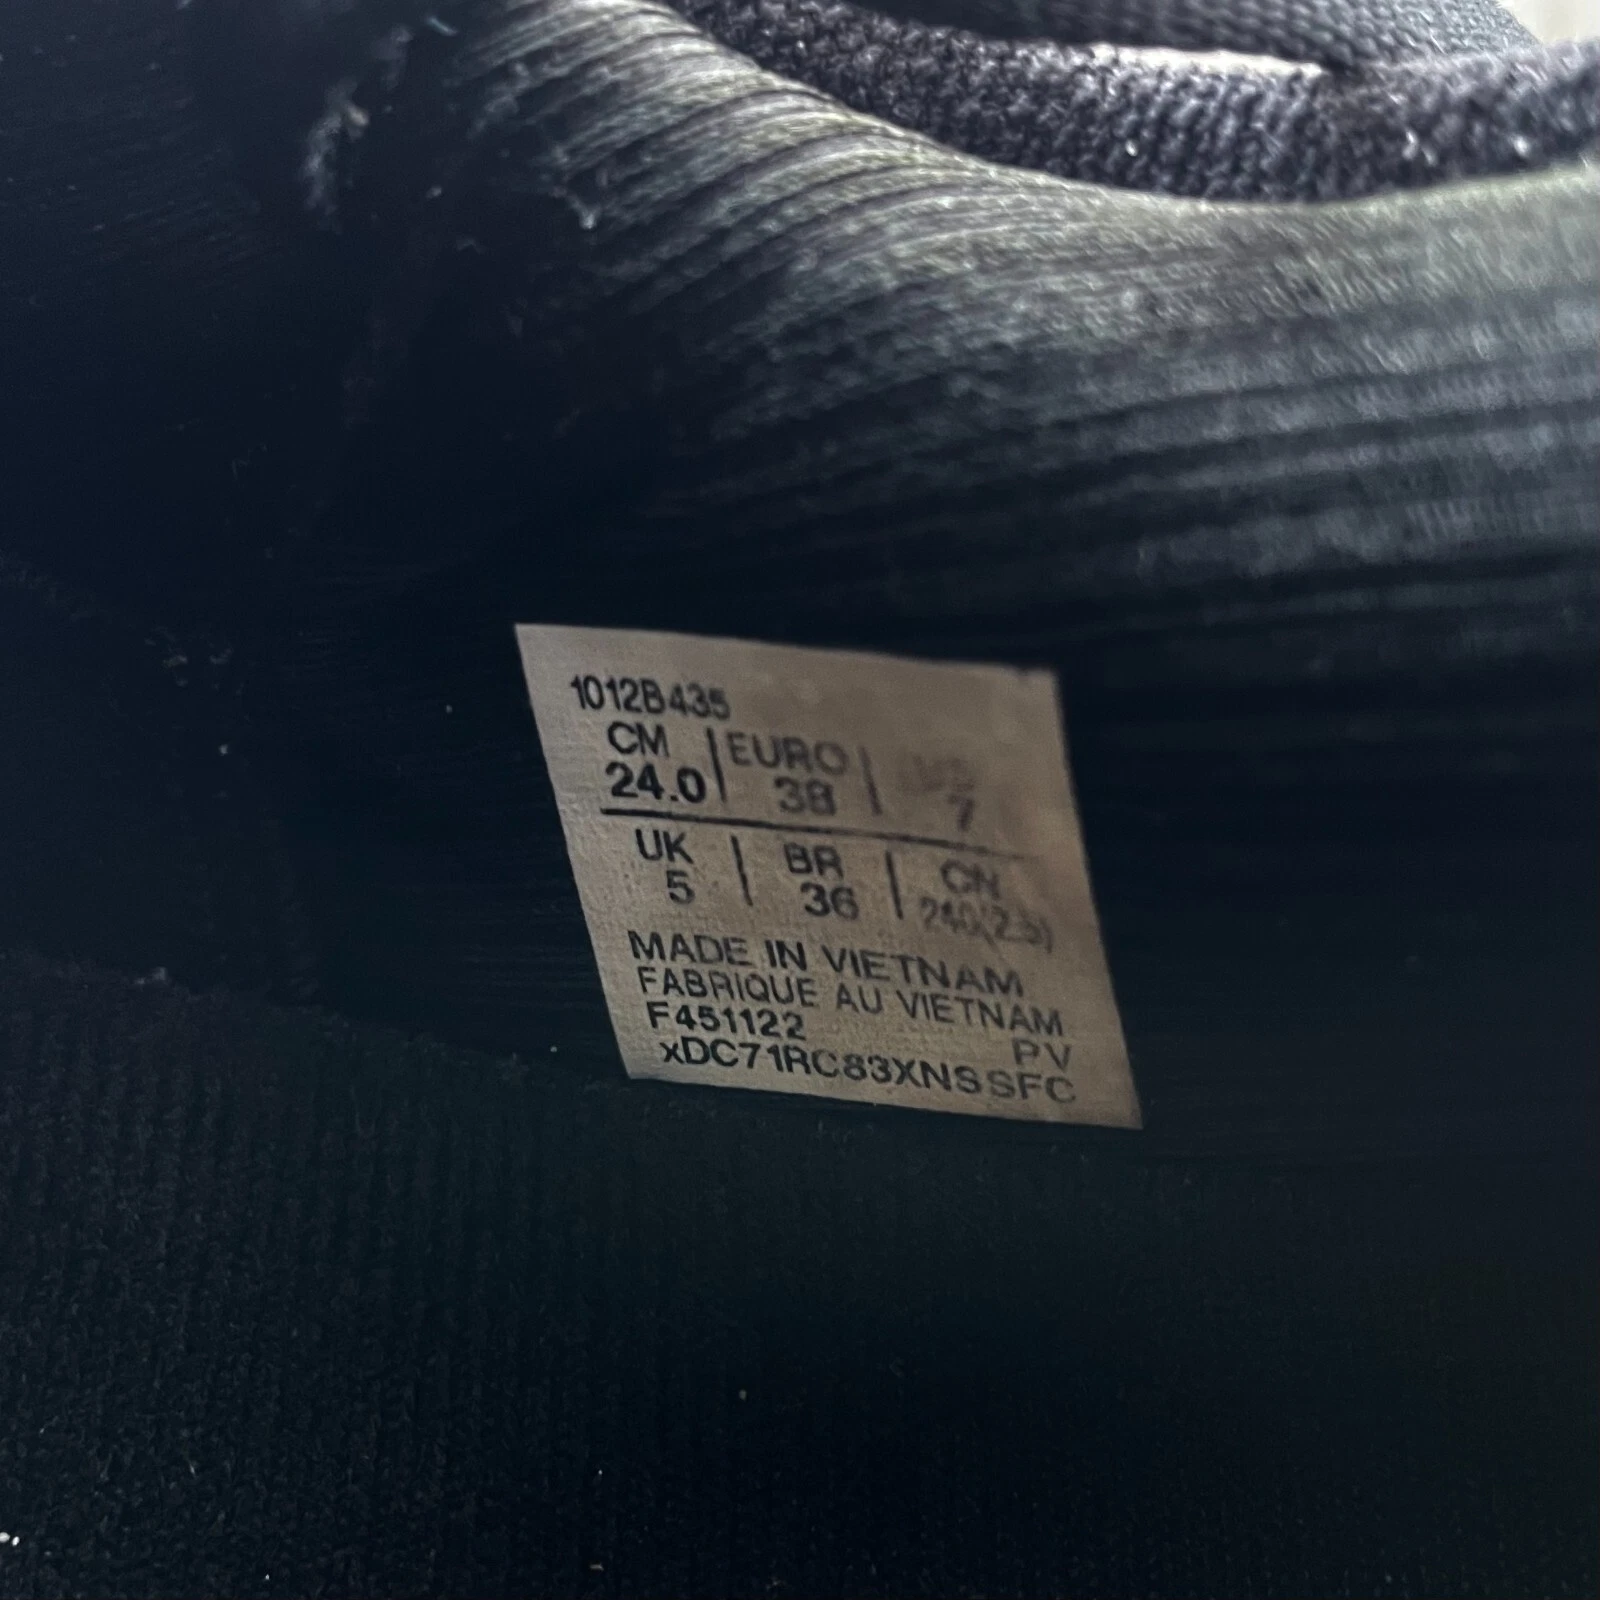 1012B435
CM | EURO | US
24.0 | 38 | 7
UK | BR | CN
5 | 36 | 240(2.5)
MADE IN VIETNAM
FABRIQUE AU VIETNAM
F451122 PV
xDC71RC83XNSSFC